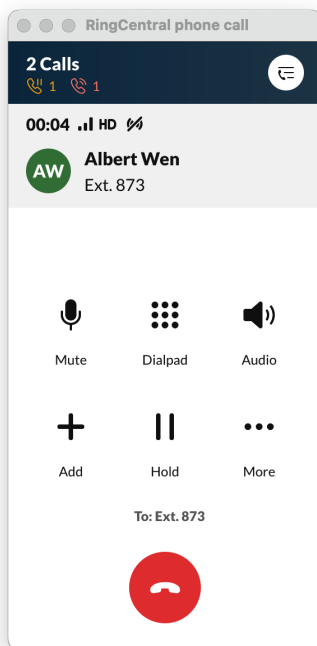 RingCentral phone call
2 Calls
1 1
00:04 HD
AW
Albert Wen
Ext. 873
Mute Dialpad Audio
Add Hold More
To: Ext. 873